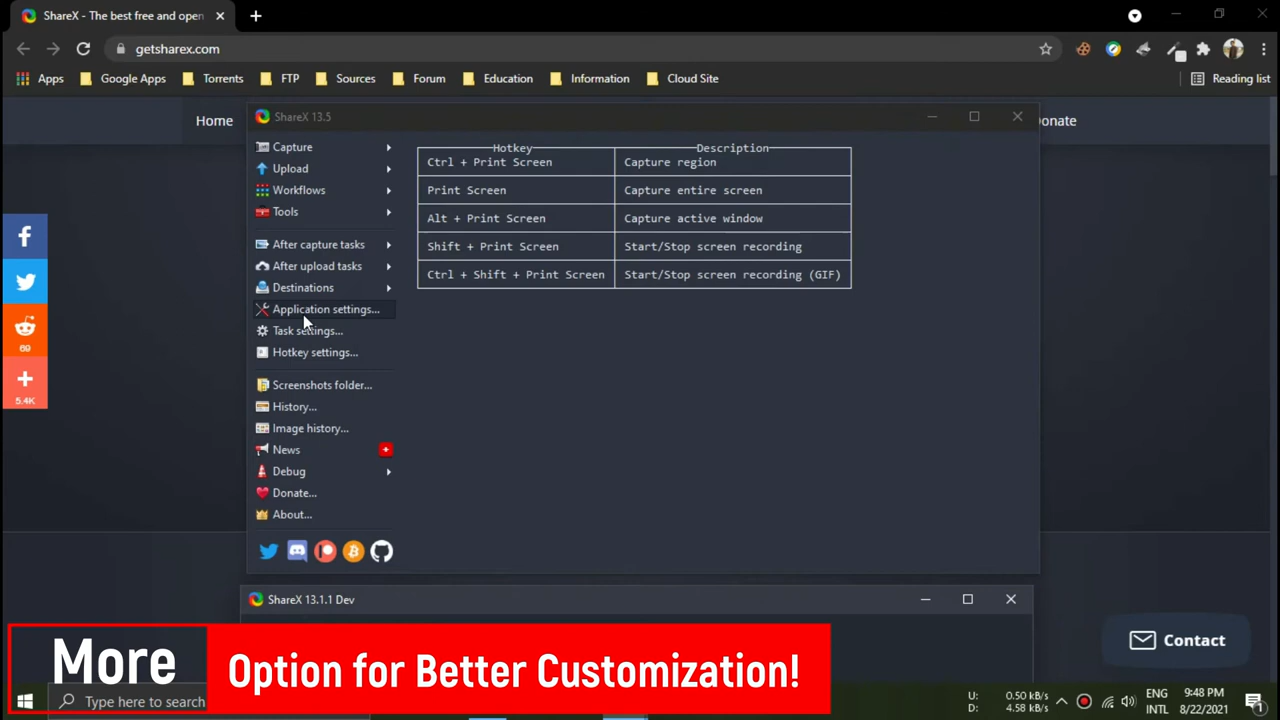 ShareX - The best free and open
getsharex.com
Apps
Google Apps
Torrents
FTP
Sources
Forum
Education
Information
Cloud Site
Reading list
Home
onate
ShareX 13.5
Capture
Upload
Workflows
Tools
After capture tasks
After upload tasks
Destinations
Application settings...
Task settings...
Hotkey settings...
Screenshots folder...
History...
Image history...
News
Debug
Donate...
About...
Hotkey Description
Ctrl + Print Screen Capture region
Print Screen Capture entire screen
Alt + Print Screen Capture active window
Shift + Print Screen Start/Stop screen recording
Ctrl + Shift + Print Screen Start/Stop screen recording (GIF)
69
5.4K
ShareX 13.1.1 Dev
Contact
More
Option for Better Customization!
Type here to search
U: 0.50 kB/s
D: 4.58 kB/s
ENG
INTL
9:48 PM
8/22/2021
1